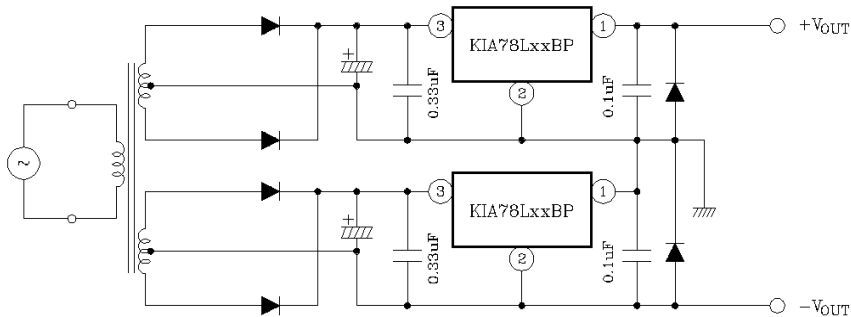 3
KIA78LxxBP
1
+VOUT
+
2
0.33uF
0.1uF
~
3
KIA78LxxBP
1
+
2
0.33uF
0.1uF
−VOUT